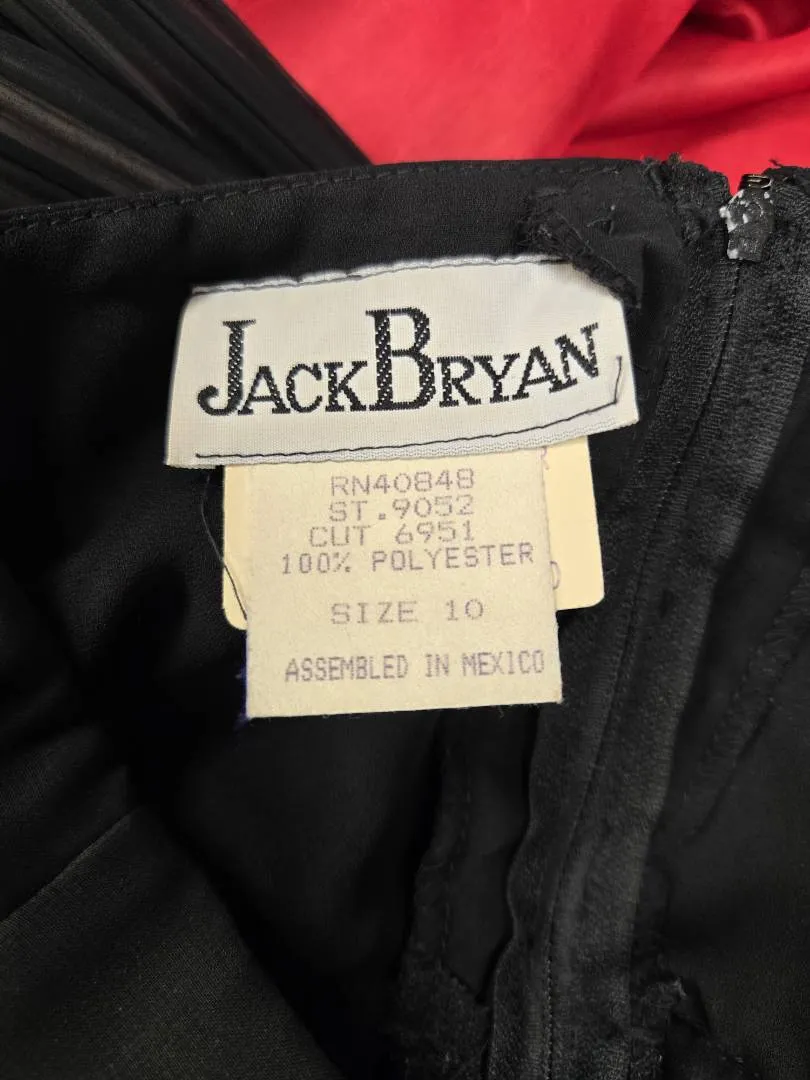 JACKBRYAN
RN40848
ST.9052
CUT 6951
100% POLYESTER
SIZE 10
ASSEMBLED IN MEXICO